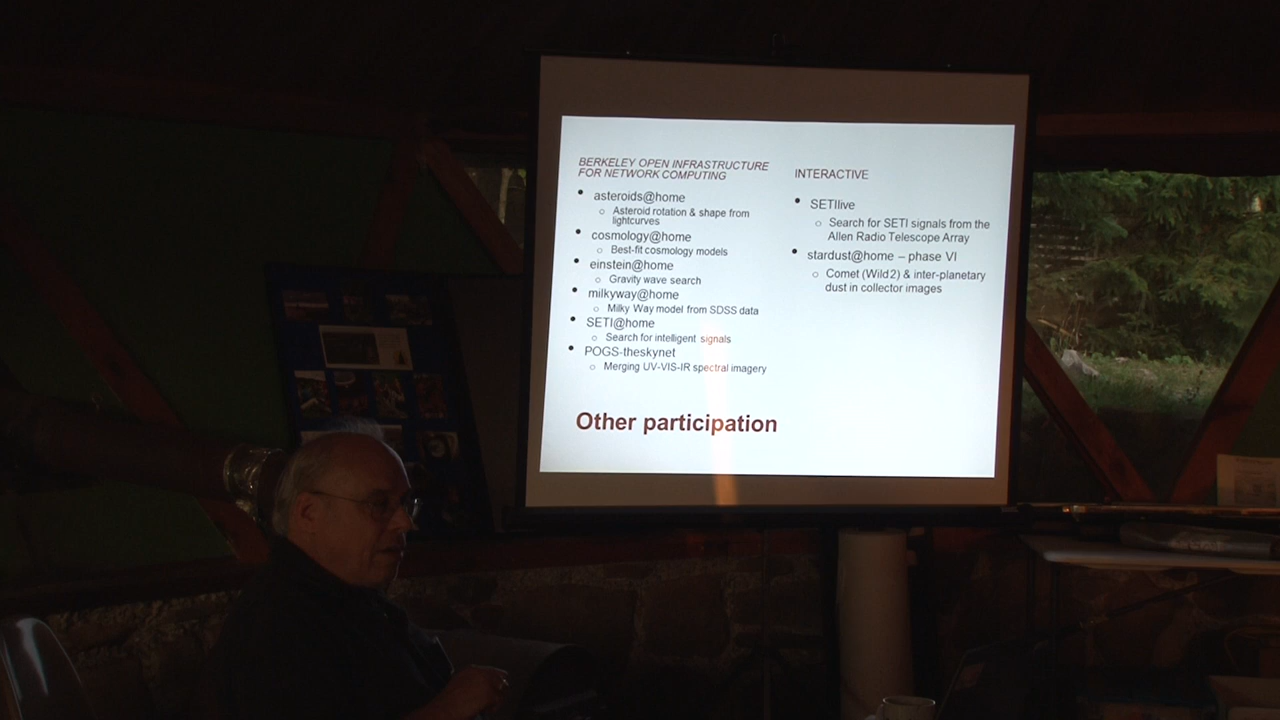 BERKELEY OPEN INFRASTRUCTURE
FOR NETWORK COMPUTING
• asteroids@home
○ Asteroid rotation & shape from
lightcurves
• cosmology@home
○ Best-fit cosmology models
• einstein@home
○ Gravity wave search
• milkyway@home
○ Milky Way model from SDSS data
• SETI@home
○ Search for intelligent signals
• POGS-theskynet
○ Merging UV-VIS-IR spectral imagery
INTERACTIVE
• SETIlive
○ Search for SETI signals from the
Allen Radio Telescope Array
• stardust@home – phase VI
○ Comet (Wild2) & inter-planetary
dust in collector images
Other participation